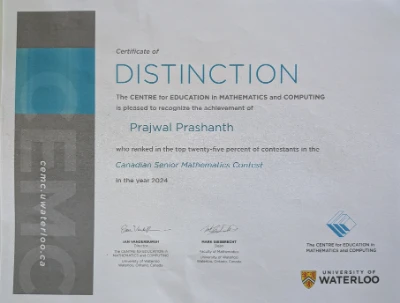 Certificate of
DISTINCTION
The CENTRE for EDUCATION in MATHEMATICS and COMPUTING
is pleased to recognize the achievement of
Prajwal Prashanth
who ranked in the top twenty-five percent of contestants in the
Canadian Senior Mathematics Contest
in the year 2024
CEMC
cemc.uwaterloo.ca
IAN VANDERBURGH
Director
THE CENTRE for EDUCATION in
MATHEMATICS and COMPUTING
University of Waterloo
Waterloo, Ontario, Canada
MARK GIESBRECHT
Dean
Faculty of Mathematics
University of Waterloo
Waterloo, Ontario, Canada
The CENTRE for EDUCATION in
MATHEMATICS and COMPUTING
UNIVERSITY OF
WATERLOO